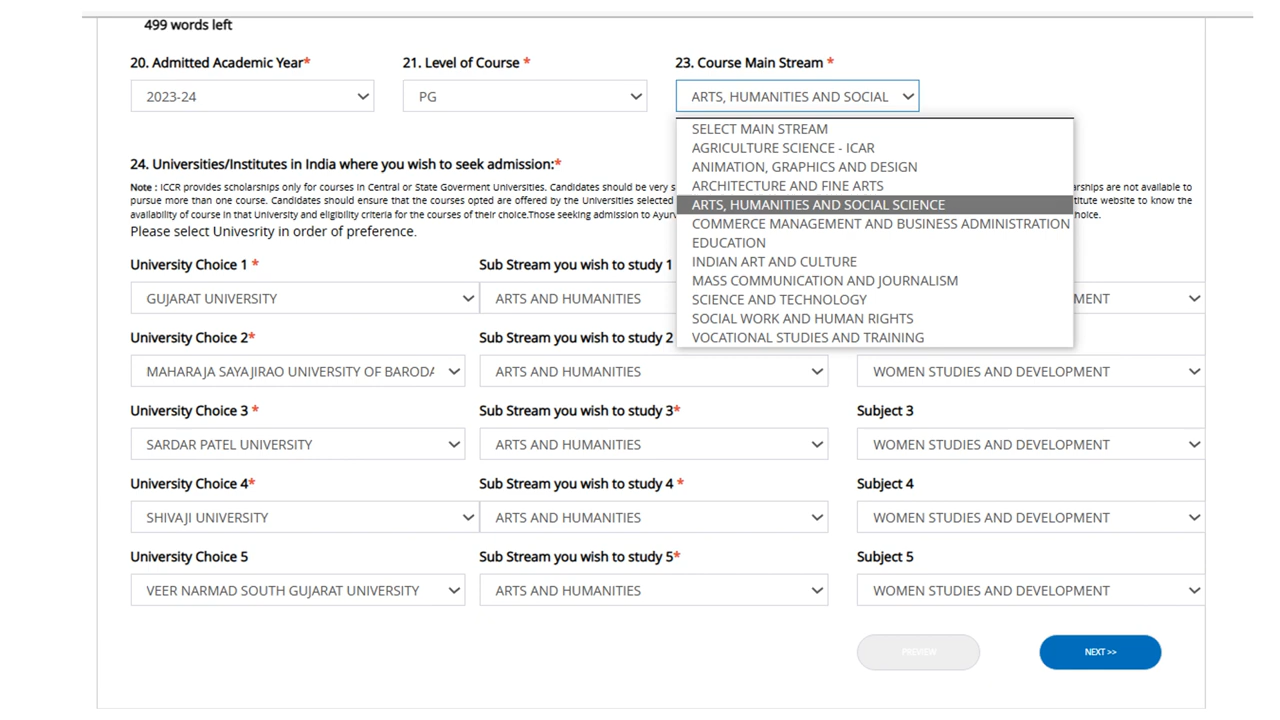 499 words left
20. Admitted Academic Year* 21. Level of Course * 23. Course Main Stream *
2023-24 PG ARTS, HUMANITIES AND SOCIAL
SELECT MAIN STREAM
AGRICULTURE SCIENCE - ICAR
ANIMATION, GRAPHICS AND DESIGN
ARCHITECTURE AND FINE ARTS
ARTS, HUMANITIES AND SOCIAL SCIENCE
COMMERCE MANAGEMENT AND BUSINESS ADMINISTRATION
EDUCATION
INDIAN ART AND CULTURE
MASS COMMUNICATION AND JOURNALISM
SCIENCE AND TECHNOLOGY
SOCIAL WORK AND HUMAN RIGHTS
VOCATIONAL STUDIES AND TRAINING
24. Universities/Institutes in India where you wish to seek admission:*
Note : ICCR provides scholarships only for courses in Central or State Goverment Universities. Candidates should be very s arships are not available to
pursue more than one course. Candidates should ensure that the courses opted are offered by the Universities selected titute website to know the
availability of course in that University and eligibility criteria for the courses of their choice.Those seeking admission to Ayur hoice.
Please select Univesrity in order of preference.
University Choice 1 * Sub Stream you wish to study 1
GUJARAT UNIVERSITY ARTS AND HUMANITIES MENT
University Choice 2* Sub Stream you wish to study 2
MAHARAJA SAYAJIRAO UNIVERSITY OF BARODA ARTS AND HUMANITIES WOMEN STUDIES AND DEVELOPMENT
University Choice 3 * Sub Stream you wish to study 3* Subject 3
SARDAR PATEL UNIVERSITY ARTS AND HUMANITIES WOMEN STUDIES AND DEVELOPMENT
University Choice 4* Sub Stream you wish to study 4 * Subject 4
SHIVAJI UNIVERSITY ARTS AND HUMANITIES WOMEN STUDIES AND DEVELOPMENT
University Choice 5 Sub Stream you wish to study 5* Subject 5
VEER NARMAD SOUTH GUJARAT UNIVERSITY ARTS AND HUMANITIES WOMEN STUDIES AND DEVELOPMENT
PREVIEW NEXT >>